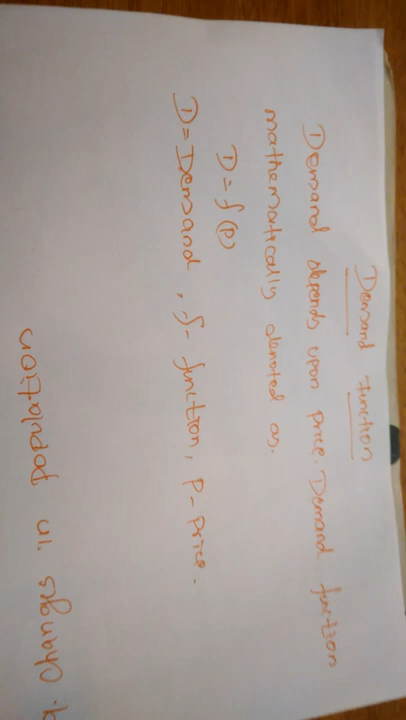 Demand function
Demand depends upon price. Demand function
mathematically denoted as.
D = f(P)
D = Demand, f - function, P - Price.
changes in population